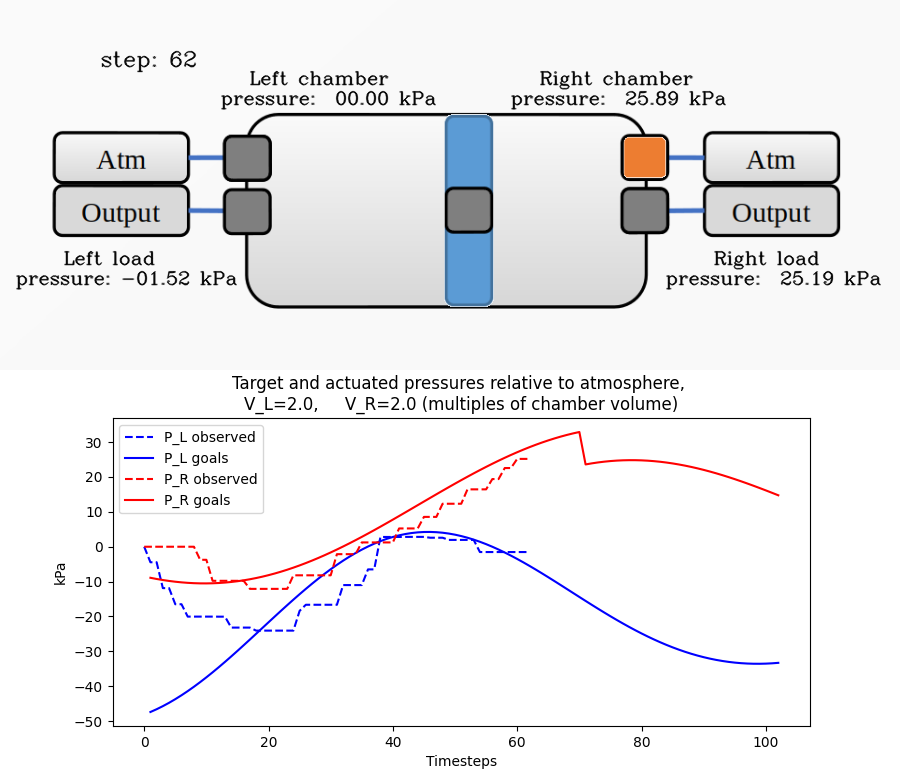 step: 62
Left chamber
pressure: 00.00 kPa
Right chamber
pressure: 25.89 kPa
Atm
Output
Atm
Output
Left load
pressure: -01.52 kPa
Right load
pressure: 25.19 kPa
Target and actuated pressures relative to atmosphere,
V_L=2.0, V_R=2.0 (multiples of chamber volume)
P_L observed
P_L goals
P_R observed
P_R goals
kPa
30
20
10
0
−10
−20
−30
−40
−50
0 20 40 60 80 100
Timesteps